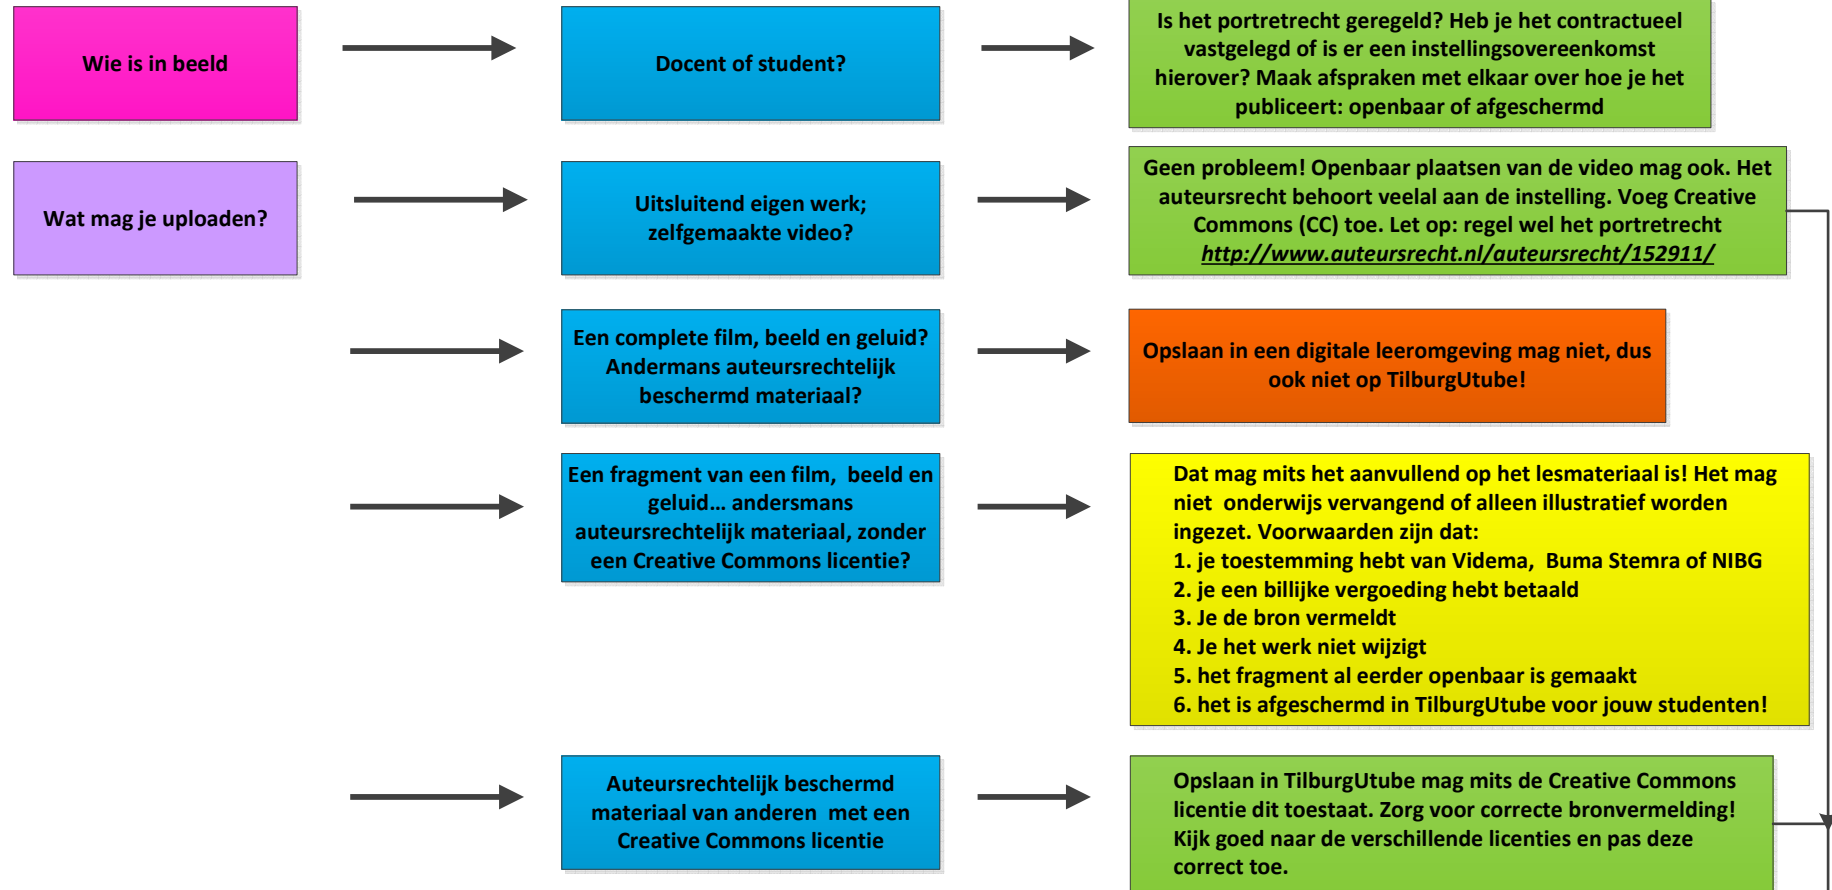 Wie is in beeld
Docent of student?
Is het portretrecht geregeld? Heb je het contractueel
vastgelegd of is er een instellingsovereenkomst
hierover? Maak afspraken met elkaar over hoe je het
publiceert: openbaar of afgeschermd
Wat mag je uploaden?
Uitsluitend eigen werk;
zelfgemaakte video?
Geen probleem! Openbaar plaatsen van de video mag ook. Het
auteursrecht behoort veelal aan de instelling. Voeg Creative
Commons (CC) toe. Let op: regel wel het portretrecht
http://www.auteursrecht.nl/auteursrecht/152911/
Een complete film, beeld en geluid?
Andermans auteursrechtelijk
beschermd materiaal?
Opslaan in een digitale leeromgeving mag niet, dus
ook niet op TilburgUtube!
Een fragment van een film, beeld en
geluid... andersmans
auteursrechtelijk materiaal, zonder
een Creative Commons licentie?
Dat mag mits het aanvullend op het lesmateriaal is! Het mag
niet onderwijs vervangend of alleen illustratief worden
ingezet. Voorwaarden zijn dat:
1. je toestemming hebt van Videma, Buma Stemra of NIBG
2. je een billijke vergoeding hebt betaald
3. Je de bron vermeldt
4. Je het werk niet wijzigt
5. het fragment al eerder openbaar is gemaakt
6. het is afgeschermd in TilburgUtube voor jouw studenten!
Auteursrechtelijk beschermd
materiaal van anderen met een
Creative Commons licentie
Opslaan in TilburgUtube mag mits de Creative Commons
licentie dit toestaat. Zorg voor correcte bronvermelding!
Kijk goed naar de verschillende licenties en pas deze
correct toe.